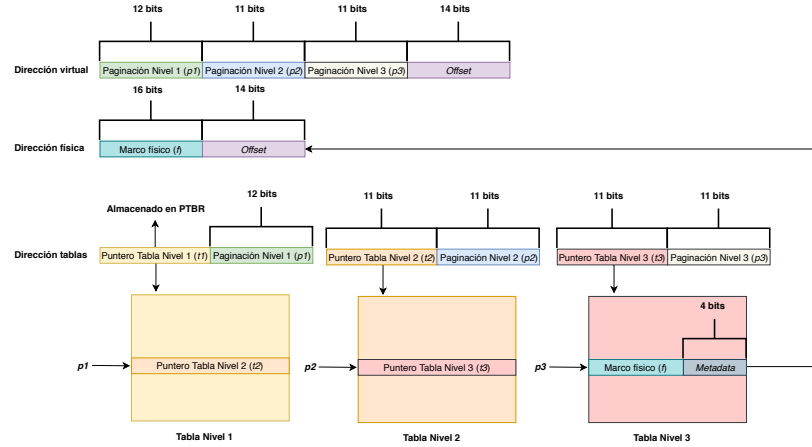 12 bits 11 bits 11 bits 14 bits
Dirección virtual Paginación Nivel 1 (p1) Paginación Nivel 2 (p2) Paginación Nivel 3 (p3) Offset
16 bits 14 bits
Dirección física Marco físico (f) Offset
12 bits 11 bits 11 bits 11 bits 11 bits
Almacenado en PTBR
Dirección tablas Puntero Tabla Nivel 1 (t1) Paginación Nivel 1 (p1) Puntero Tabla Nivel 2 (t2) Paginación Nivel 2 (p2) Puntero Tabla Nivel 3 (t3) Paginación Nivel 3 (p3)
4 bits
p1 Puntero Tabla Nivel 2 (t2) p2 Puntero Tabla Nivel 3 (t3) p3 Marco físico (f) Metadata
Tabla Nivel 1 Tabla Nivel 2 Tabla Nivel 3